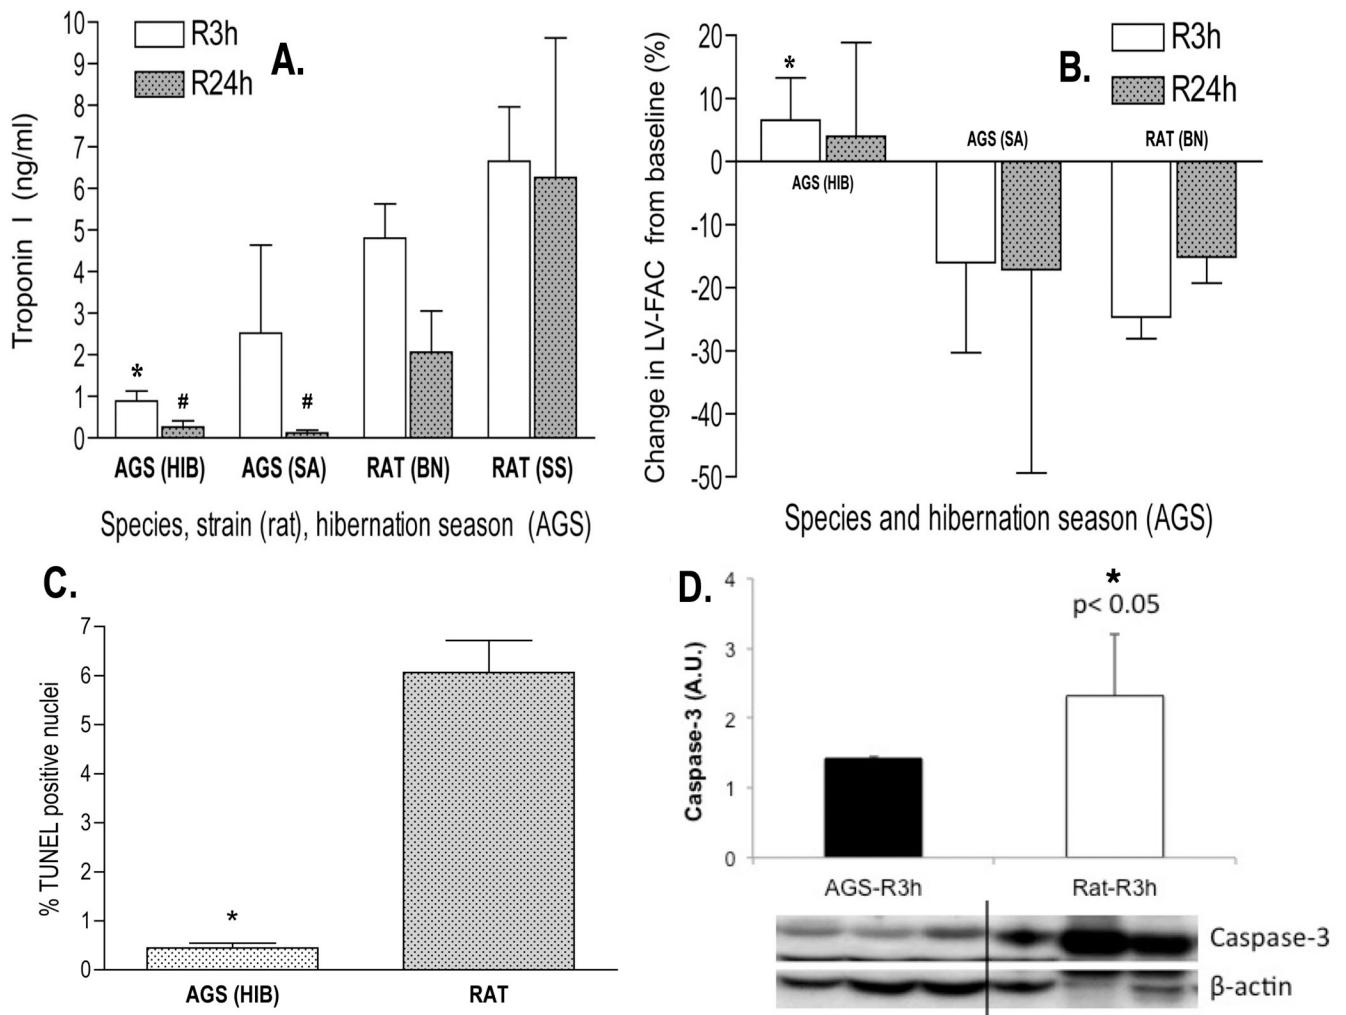 A.
R3h
R24h
Troponin I (ng/ml)
10
9
8
7
6
5
4
3
2
1
0
*
#
#
AGS (HIB) AGS (SA) RAT (BN) RAT (SS)
Species, strain (rat), hibernation season (AGS)
B.
R3h
R24h
Change in LV-FAC from baseline (%)
20
10
0
-10
-20
-30
-40
-50
*
AGS (HIB)
AGS (SA)
RAT (BN)
Species and hibernation season (AGS)
C.
% TUNEL positive nuclei
7
6
5
4
3
2
1
0
*
AGS (HIB) RAT
D.
Caspase-3 (A.U.)
4
3
2
1
0
*
p< 0.05
AGS-R3h Rat-R3h
Caspase-3
β-actin